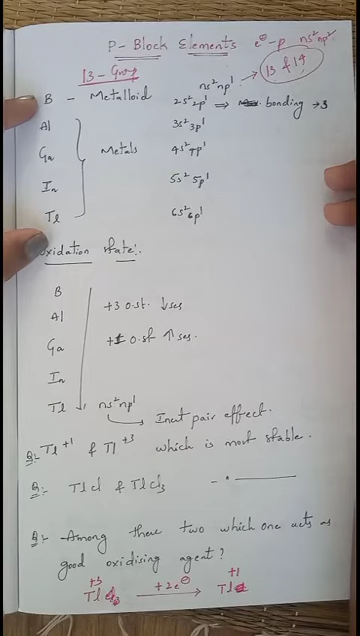 P-Block Elements e⊖-p ns²np²
13-Group ns²np¹ → 13 & 14
B - Metalloid 2s²2p¹ ⇒ bonding → 3
Al 3s²3p¹
Ga Metals 4s²4p¹
In 5s²5p¹
Tl 6s²6p¹
oxidation state:.
B
Al +3 o.st. ↓ses
Ga +1 o.st ↑ses.
In
Tl ns²np¹
Inert pair effect.
Q:- Tl⁺¹ & Tl⁺³ which is most stable.
Q:- TlCl & TlCl₃ - " ———
Q:- Among these two which one acts as
good oxidising agent?
+3 +1
Tl +2e⊖ → Tl